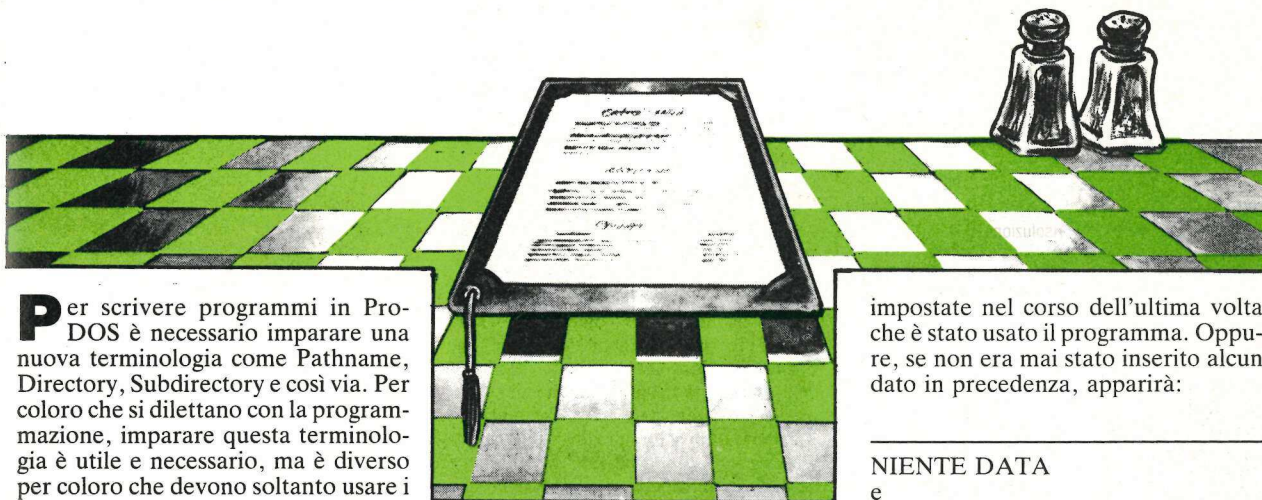 Per scrivere programmi in Pro-
DOS è necessario imparare una
nuova terminologia come Pathname,
Directory, Subdirectory e così via. Per
coloro che si dilettano con la program-
mazione, imparare questa terminolo-
gia è utile e necessario, ma è diverso
per coloro che devono soltanto usare i
impostate nel corso dell'ultima volta
che è stato usato il programma. Oppu-
re, se non era mai stato inserito alcun
dato in precedenza, apparirà:
NIENTE DATA
e